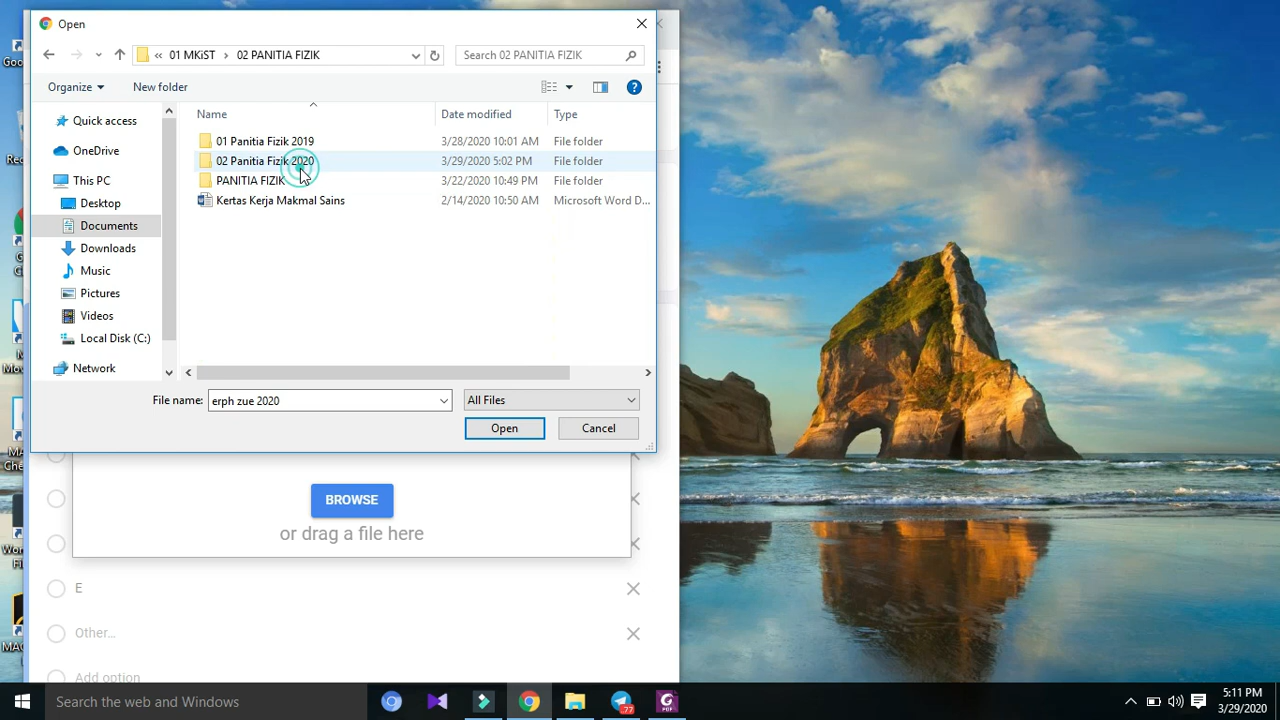 Open
« 01 MKiST > 02 PANITIA FIZIK
Search 02 PANITIA FIZIK
Organize
New folder
Name
Date modified
Type
Quick access
OneDrive
This PC
Desktop
Documents
Downloads
Music
Pictures
Videos
Local Disk (C:)
Network
01 Panitia Fizik 2019 3/28/2020 10:01 AM File folder
02 Panitia Fizik 2020 3/29/2020 5:02 PM File folder
PANITIA FIZIK 3/22/2020 10:49 PM File folder
Kertas Kerja Makmal Sains 2/14/2020 10:50 AM Microsoft Word D...
File name: erph zue 2020
All Files
Open
Cancel
BROWSE
or drag a file here
E
Other...
Add option
Search the web and Windows
77
PDF
5:11 PM
3/29/2020